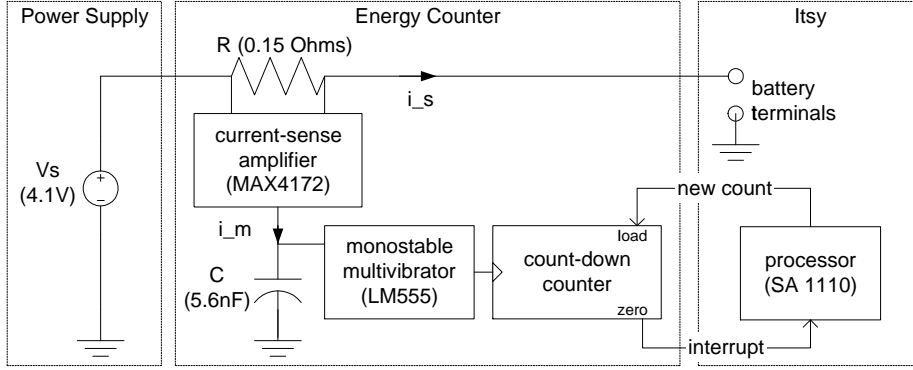 Power Supply
Energy Counter
Itsy
R (0.15 Ohms)
i_s
battery
terminals
current-sense
amplifier
(MAX4172)
Vs
(4.1V)
+
–
new count
i_m
load
monostable
multivibrator
(LM555)
count-down
counter
processor
(SA 1110)
C
(5.6nF)
zero
interrupt